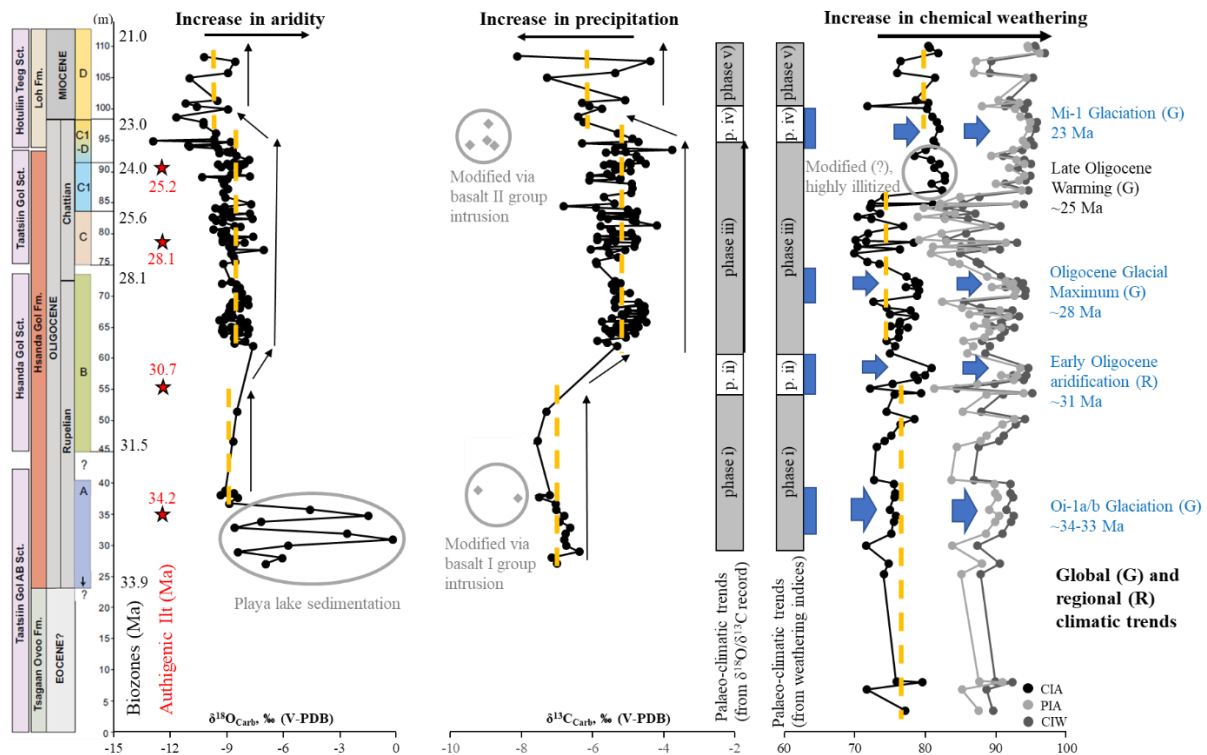 Increase in aridity
Increase in precipitation
Increase in chemical weathering
(m)
110
105
100
95
90
85
80
75
70
65
60
55
50
45
40
35
30
25
20
15
10
5
0
Hotuliin Teeg Sct.
Taatsiin Gol Sct.
Hsanda Gol Sct.
Taatsiin Gol AB Sct.
Loh Fm.
Hsanda Gol Fm.
Tsagaan Ovoo Fm.
MIOCENE
OLIGOCENE
EOCENE?
Chattian
Rupelian
D
C1
-D
C1
C
B
?
A
?
21.0
23.0
24.0
25.6
28.1
31.5
33.9
25.2
28.1
30.7
34.2
Biozones (Ma)
Authigenic Ilt (Ma)
Playa lake sedimentation
δ18OCarb, ‰ (V-PDB)
-15
-12
-9
-6
-3
0
Modified via
basalt II group
intrusion
Modified via
basalt I group
intrusion
δ13CCarb, ‰ (V-PDB)
-10
-8
-6
-4
-2
phase v)
p. iv)
phase iii)
p. ii)
phase i)
Palaeo-climatic trends
(from δ18O/δ13C record)
phase v)
p. iv)
phase iii)
p. ii)
phase i)
Palaeo-climatic trends
(from weathering indices)
Modified (?),
highly illitized
60
70
80
90
100
Mi-1 Glaciation (G)
23 Ma
Late Oligocene
Warming (G)
~25 Ma
Oligocene Glacial
Maximum (G)
~28 Ma
Early Oligocene
aridification (R)
~31 Ma
Oi-1a/b Glaciation (G)
~34-33 Ma
Global (G) and
regional (R)
climatic trends
CIA
PIA
CIW